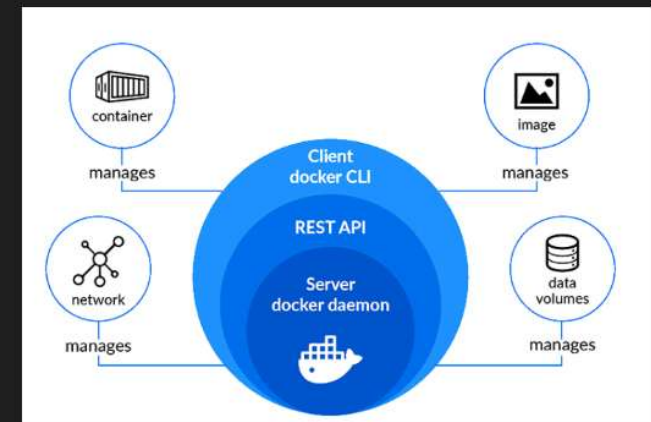 container
manages
image
manages
Client
docker CLI
REST API
Server
docker daemon
network
manages
data
volumes
manages